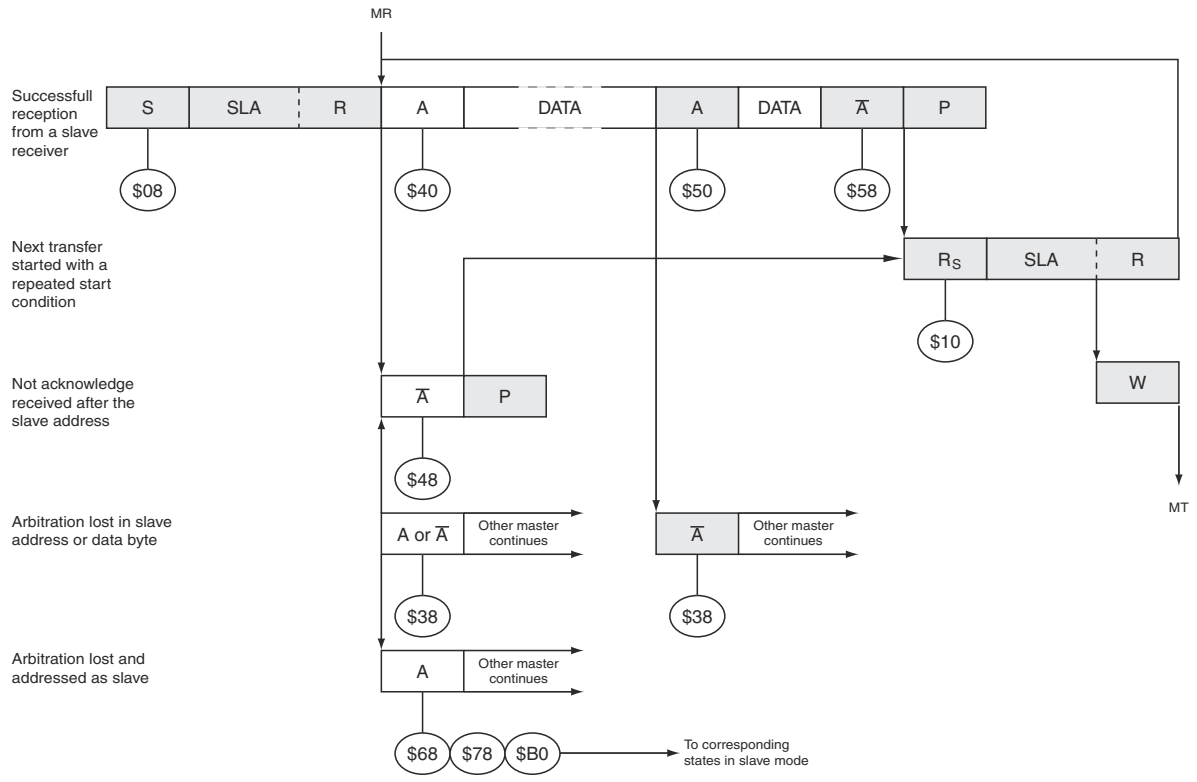 MR
Successfull
reception
from a slave
receiver
S SLA R A DATA A DATA A̅ P
$08 $40 $50 $58
Next transfer
started with a
repeated start
condition
RS SLA R
$10
Not acknowledge
received after the
slave address
A̅ P
W
$48
MT
Arbitration lost in slave
address or data byte
A or A̅
Other master
continues
A̅
Other master
continues
$38 $38
Arbitration lost and
addressed as slave
A
Other master
continues
$68 $78 $B0
To corresponding
states in slave mode